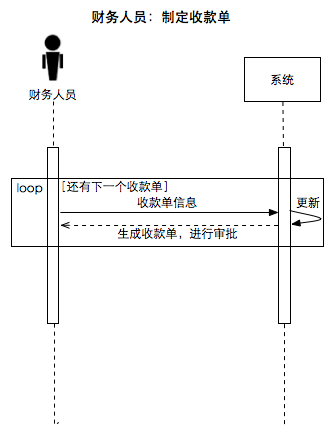 财务人员：制定收款单
财务人员
系统
loop
[还有下一个收款单]
收款单信息
更新
生成收款单，进行审批